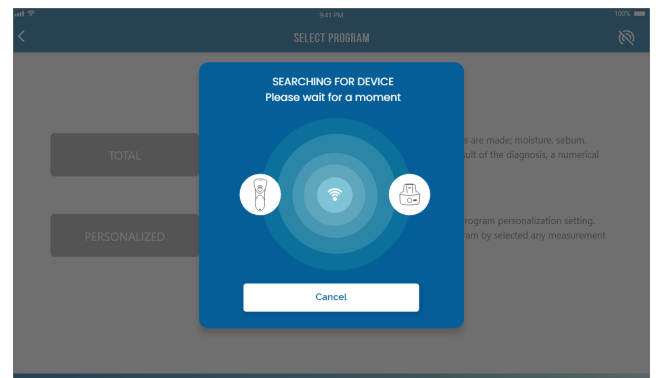 9:41 PM
100%
SELECT PROGRAM
SEARCHING FOR DEVICE
Please wait for a moment
TOTAL
s are made; moisture, sebum.
sult of the diagnosis, a numerical
PERSONALIZED
rogram personalization setting.
ram by selected any measurement
Cancel